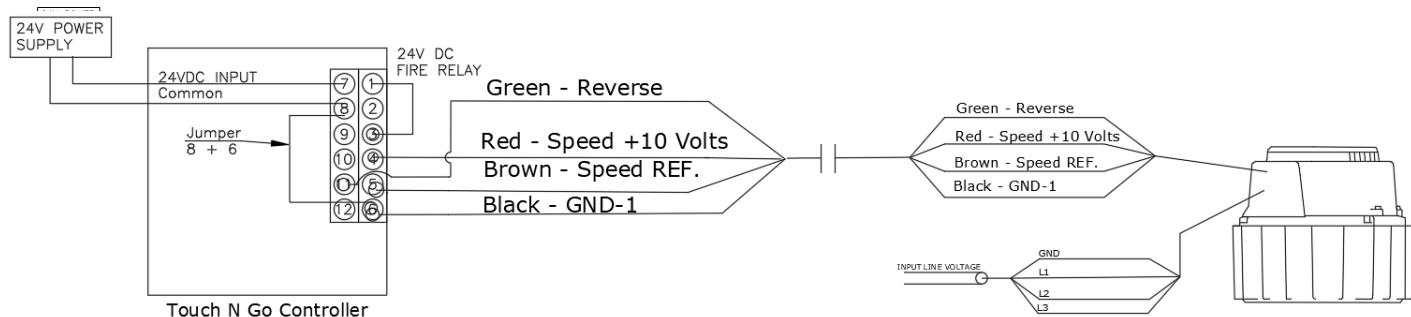 24V POWER
SUPPLY
24VDC INPUT
Common
24V DC
FIRE RELAY
Jumper
8 + 6
7 1
8 2
9 3
10 4
11 5
12 6
Green - Reverse
Red - Speed +10 Volts
Brown - Speed REF.
Black - GND-1
Touch N Go Controller
Green - Reverse
Red - Speed +10 Volts
Brown - Speed REF.
Black - GND-1
INPUT LINE VOLTAGE
GND
L1
L2
L3